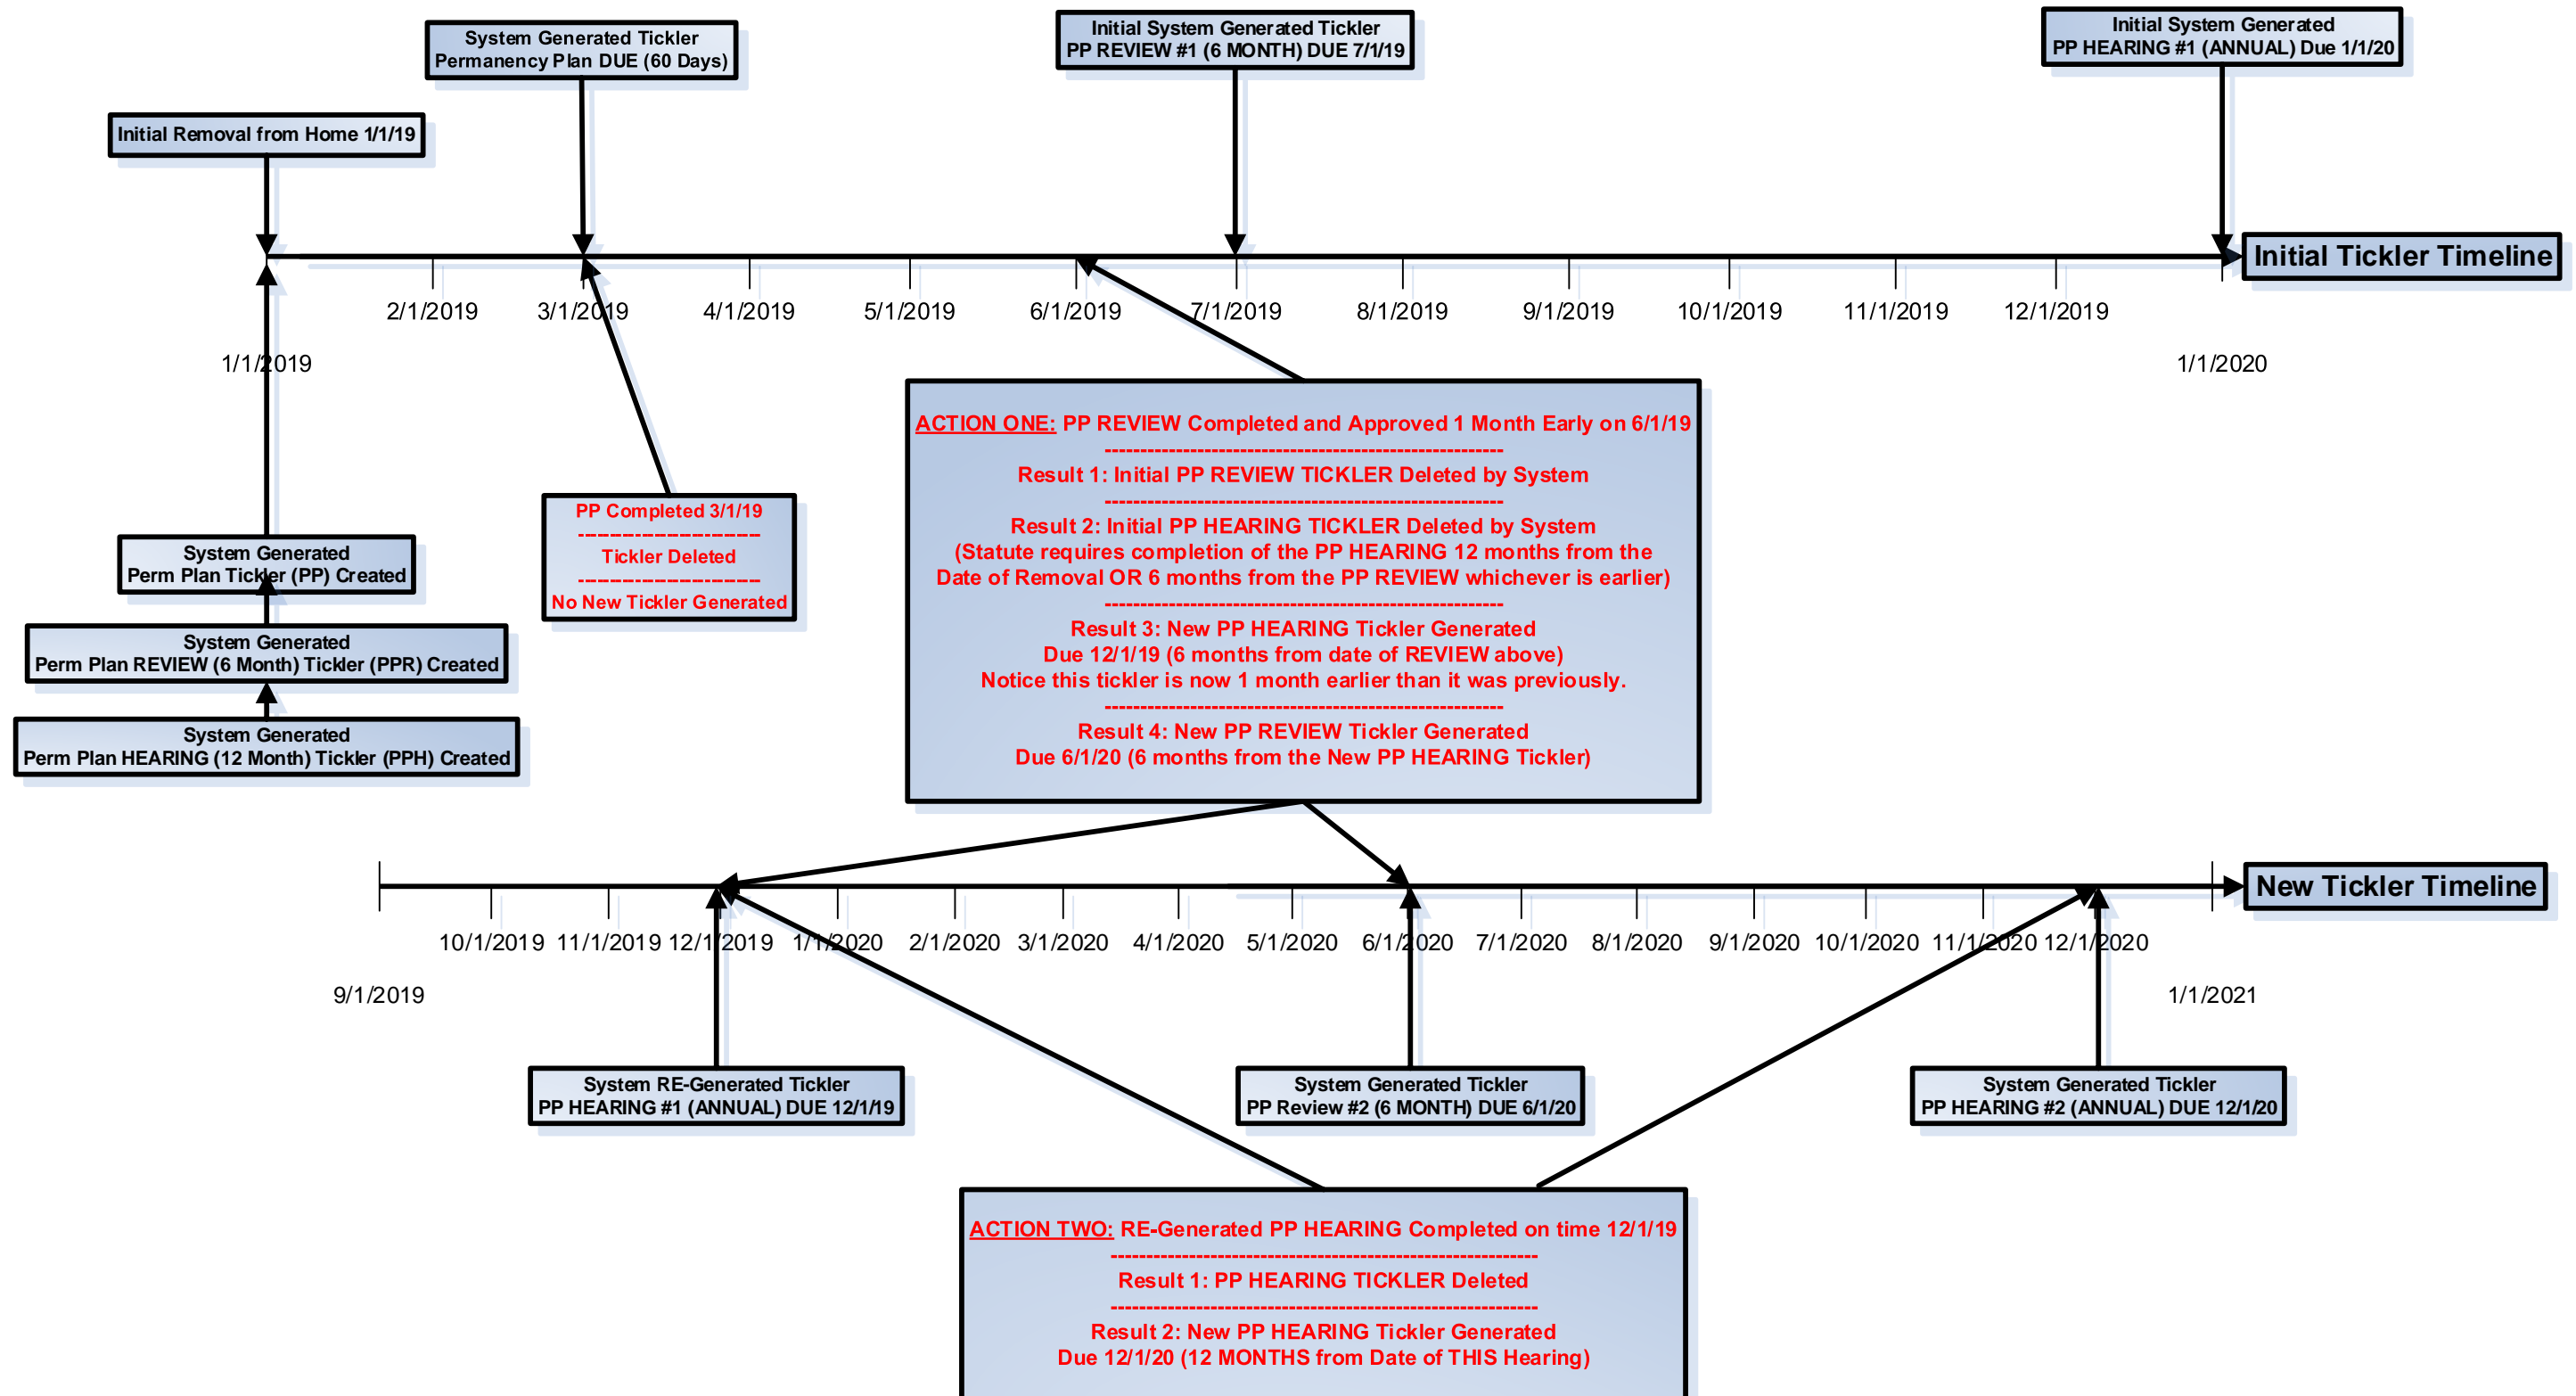 System Generated Tickler
Permanency Plan DUE (60 Days)
Initial System Generated Tickler
PP REVIEW #1 (6 MONTH) DUE 7/1/19
Initial System Generated
PP HEARING #1 (ANNUAL) Due 1/1/20
Initial Removal from Home 1/1/19
Initial Tickler Timeline
2/1/2019 3/1/2019 4/1/2019 5/1/2019 6/1/2019 7/1/2019 8/1/2019 9/1/2019 10/1/2019 11/1/2019 12/1/2019
1/1/2019 1/1/2020
ACTION ONE: PP REVIEW Completed and Approved 1 Month Early on 6/1/19
--------------------------------------------------------
Result 1: Initial PP REVIEW TICKLER Deleted by System
--------------------------------------------------------
Result 2: Initial PP HEARING TICKLER Deleted by System
(Statute requires completion of the PP HEARING 12 months from the
Date of Removal OR 6 months from the PP REVIEW whichever is earlier)
--------------------------------------------------------
Result 3: New PP HEARING Tickler Generated
Due 12/1/19 (6 months from date of REVIEW above)
Notice this tickler is now 1 month earlier than it was previously.
--------------------------------------------------------
Result 4: New PP REVIEW Tickler Generated
Due 6/1/20 (6 months from the New PP HEARING Tickler)
PP Completed 3/1/19
----------------------------
Tickler Deleted
----------------------------
No New Tickler Generated
System Generated
Perm Plan Tickler (PP) Created
System Generated
Perm Plan REVIEW (6 Month) Tickler (PPR) Created
System Generated
Perm Plan HEARING (12 Month) Tickler (PPH) Created
New Tickler Timeline
10/1/2019 11/1/2019 12/1/2019 1/1/2020 2/1/2020 3/1/2020 4/1/2020 5/1/2020 6/1/2020 7/1/2020 8/1/2020 9/1/2020 10/1/2020 11/1/2020 12/1/2020
9/1/2019 1/1/2021
System RE-Generated Tickler
PP HEARING #1 (ANNUAL) DUE 12/1/19
System Generated Tickler
PP Review #2 (6 MONTH) DUE 6/1/20
System Generated Tickler
PP HEARING #2 (ANNUAL) DUE 12/1/20
ACTION TWO: RE-Generated PP HEARING Completed on time 12/1/19
------------------------------------------------------------
Result 1: PP HEARING TICKLER Deleted
------------------------------------------------------------
Result 2: New PP HEARING Tickler Generated
Due 12/1/20 (12 MONTHS from Date of THIS Hearing)